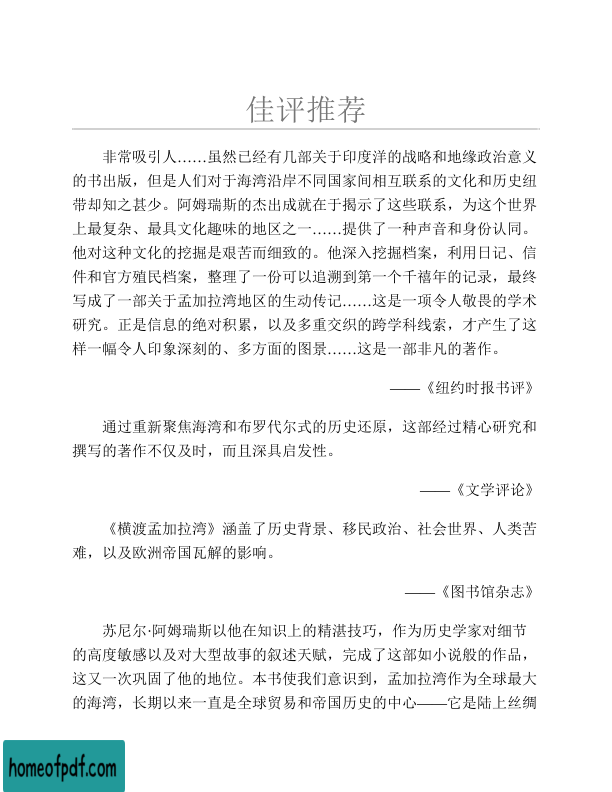 佳评推荐
非常吸引人……虽然已经有几部关于印度洋的战略和地缘政治意义
的书出版，但是人们对于海湾沿岸不同国家间相互联系的文化和历史纽
带却知之甚少。阿姆瑞斯的杰出成就在于揭示了这些联系，为这个世界
上最复杂、最具文化趣味的地区之一……提供了一种声音和身份认同。
他对这种文化的挖掘是艰苦而细致的。他深入挖掘档案，利用日记、信
件和官方殖民档案，整理了一份可以追溯到第一个千禧年的记录，最终
写成了一部关于孟加拉湾地区的生动传记……这是一项令人敬畏的学术
研究。正是信息的绝对积累，以及多重交织的跨学科线索，才产生了这
样一幅令人印象深刻的、多方面的图景……这是一部非凡的著作。
——《纽约时报书评》
通过重新聚焦海湾和布罗代尔式的历史还原，这部经过精心研究和
撰写的著作不仅及时，而且深具启发性。
——《文学评论》
《横渡孟加拉湾》涵盖了历史背景、移民政治、社会世界、人类苦
难，以及欧洲帝国瓦解的影响。
——《图书馆杂志》
苏尼尔·阿姆瑞斯以他在知识上的精湛技巧，作为历史学家对细节
的高度敏感以及对大型故事的叙述天赋，完成了这部如小说般的作品，
这又一次巩固了他的地位。本书使我们意识到，孟加拉湾作为全球最大
的海湾，长期以来一直是全球贸易和帝国历史的中心——它是陆上丝绸
homeofpdf.com